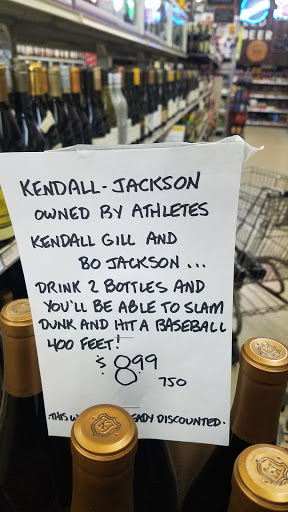 BEER
KENDALL-JACKSON
OWNED BY ATHLETES
KENDALL GILL AND
BO JACKSON...
DRINK 2 BOTTLES AND
YOU'LL BE ABLE TO SLAM
DUNK AND HIT A BASEBALL
400 FEET!
$8.99
750
THIS DISCOUNTED.